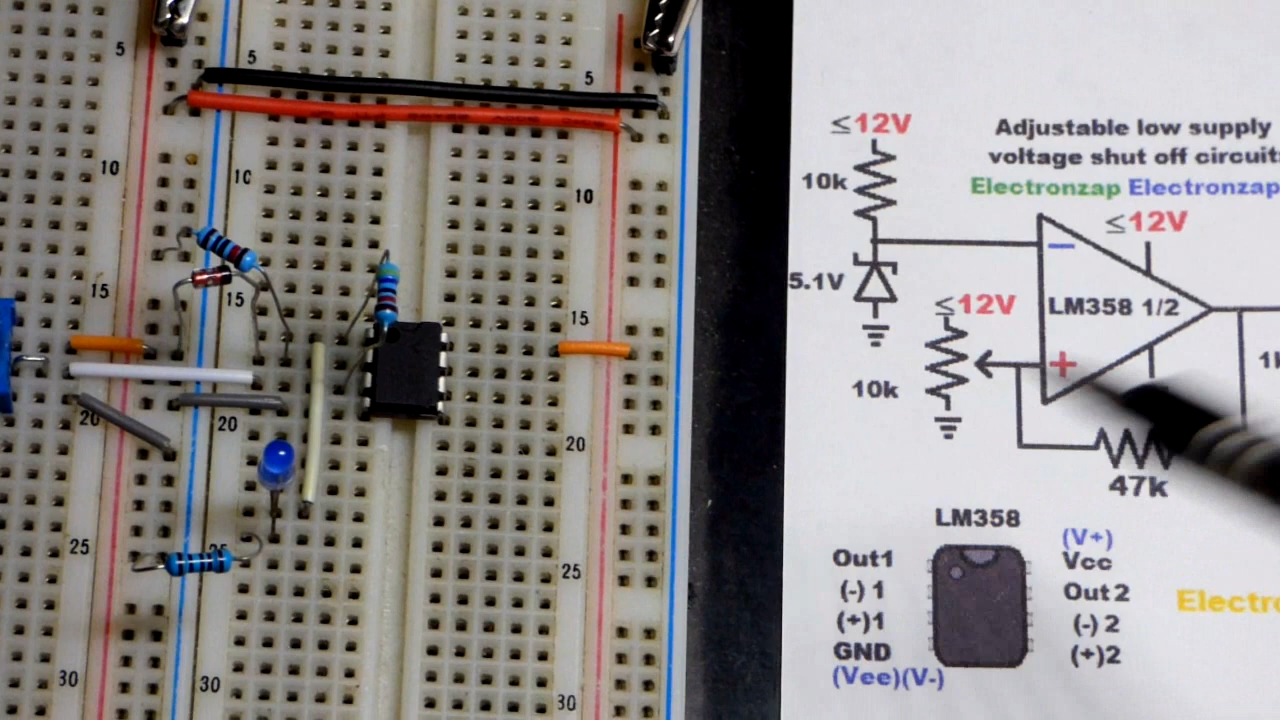 5
5
5
10
10
10
15
15
15
20
20
20
25
25
25
30
30
30
≤12V
Adjustable low supply
voltage shut off circuit
10k
Electronzap Electronzap
≤12V
5.1V
≤12V
LM358 1/2
10k
47k
LM358
Out1
(-) 1
(+)1
GND
(Vee)(V-)
(V+)
Vcc
Out 2
(-) 2
(+)2